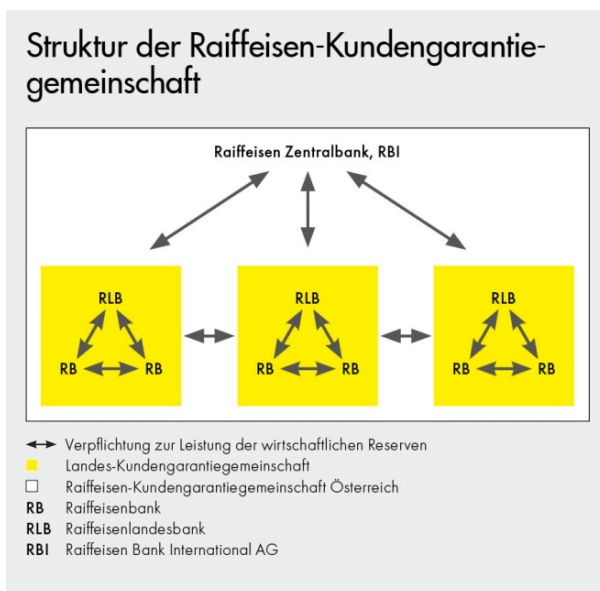 Struktur der Raiffeisen-Kundengarantie-
gemeinschaft
Raiffeisen Zentralbank, RBI
RLB RLB RLB
RB RB RB RB RB RB
Verpflichtung zur Leistung der wirtschaftlichen Reserven
Landes-Kundengarantiegemeinschaft
Raiffeisen-Kundengarantiegemeinschaft Österreich
RB Raiffeisenbank
RLB Raiffeisenlandesbank
RBI Raiffeisen Bank International AG